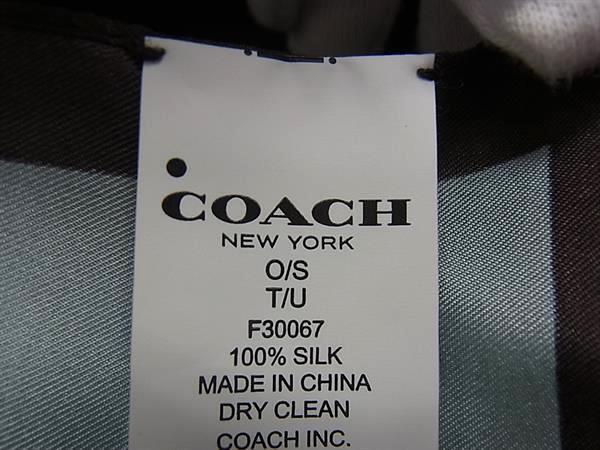 COACH
NEW YORK
O/S
T/U
F30067
100% SILK
MADE IN CHINA
DRY CLEAN
COACH INC.